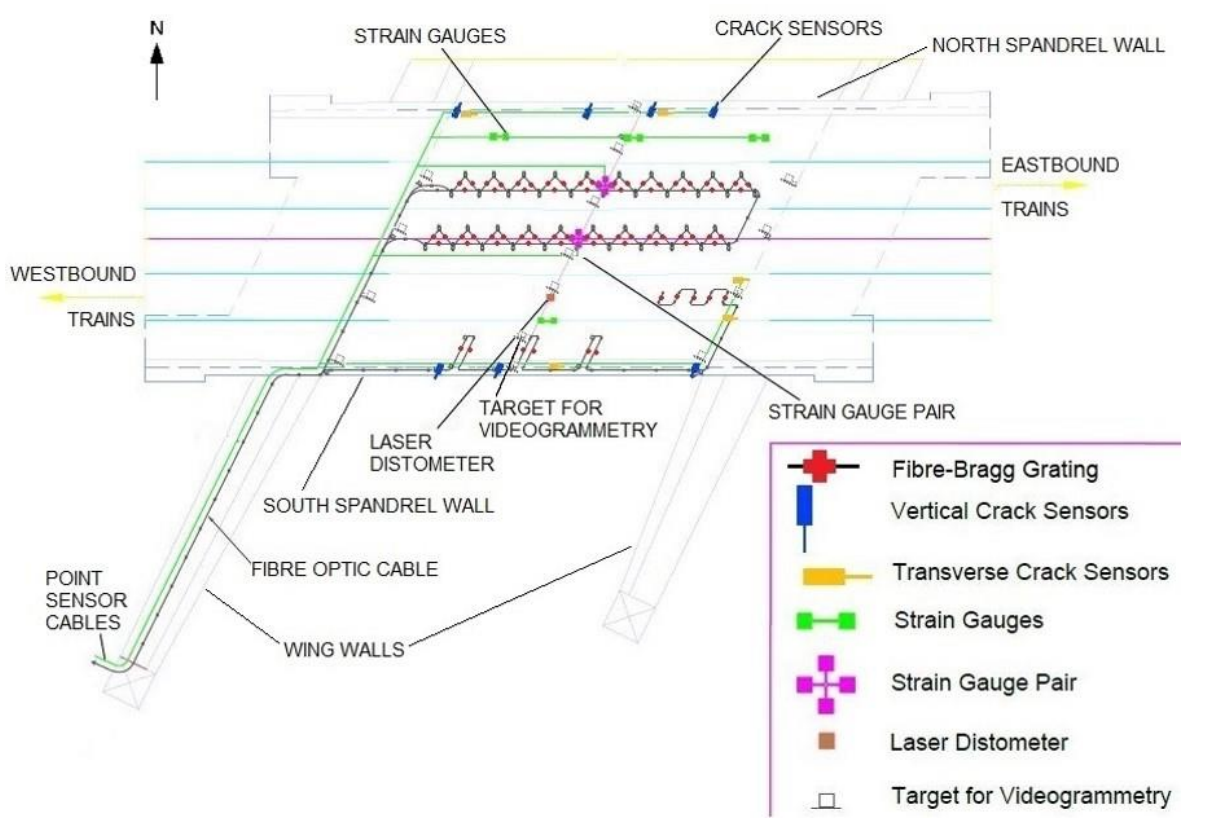 N
STRAIN GAUGES
CRACK SENSORS
NORTH SPANDREL WALL
EASTBOUND
TRAINS
WESTBOUND
TRAINS
TARGET FOR
VIDEOGRAMMETRY
STRAIN GAUGE PAIR
LASER
DISTOMETER
SOUTH SPANDREL WALL
FIBRE OPTIC CABLE
POINT
SENSOR
CABLES
WING WALLS
Fibre-Bragg Grating
Vertical Crack Sensors
Transverse Crack Sensors
Strain Gauges
Strain Gauge Pair
Laser Distometer
Target for Videogrammetry